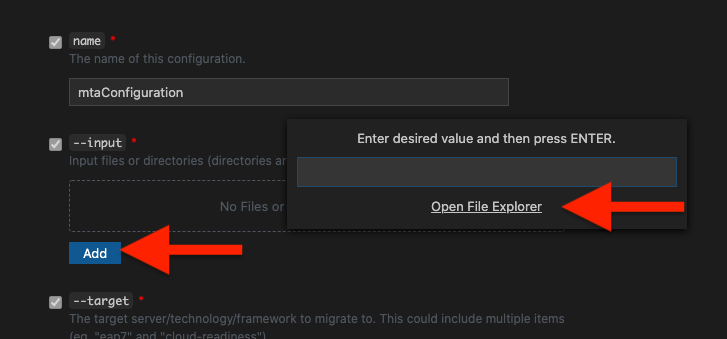 name *
The name of this configuration.
mtaConfiguration
--input *
Input files or directories (directories ar
No Files or
Add
Enter desired value and then press ENTER.
Open File Explorer
--target *
The target server/technology/framework to migrate to. This could include multiple items
(eg. "eap7" and "cloud-readiness")